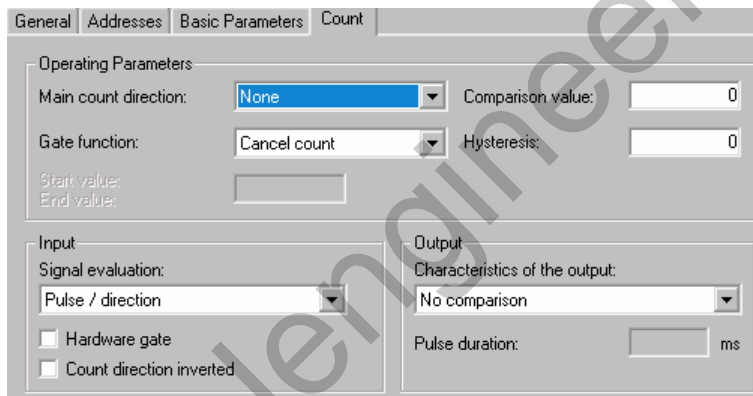 General Addresses Basic Parameters Count
Operating Parameters
Main count direction: None Comparison value: 0
Gate function: Cancel count Hysteresis: 0
Start value:
End value:
Input
Signal evaluation:
Pulse / direction
Hardware gate
Count direction inverted
Output
Characteristics of the output:
No comparison
Pulse duration: ms
lengineer